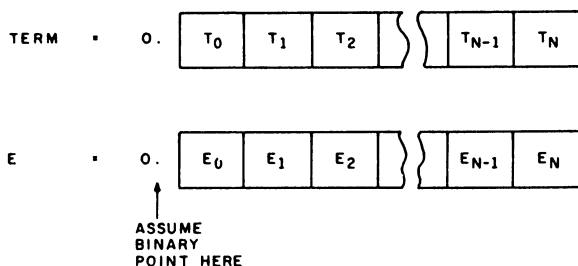 TERM = 0. T0 T1 T2 TN-1 TN
E = 0. E0 E1 E2 EN-1 EN
ASSUME
BINARY
POINT HERE